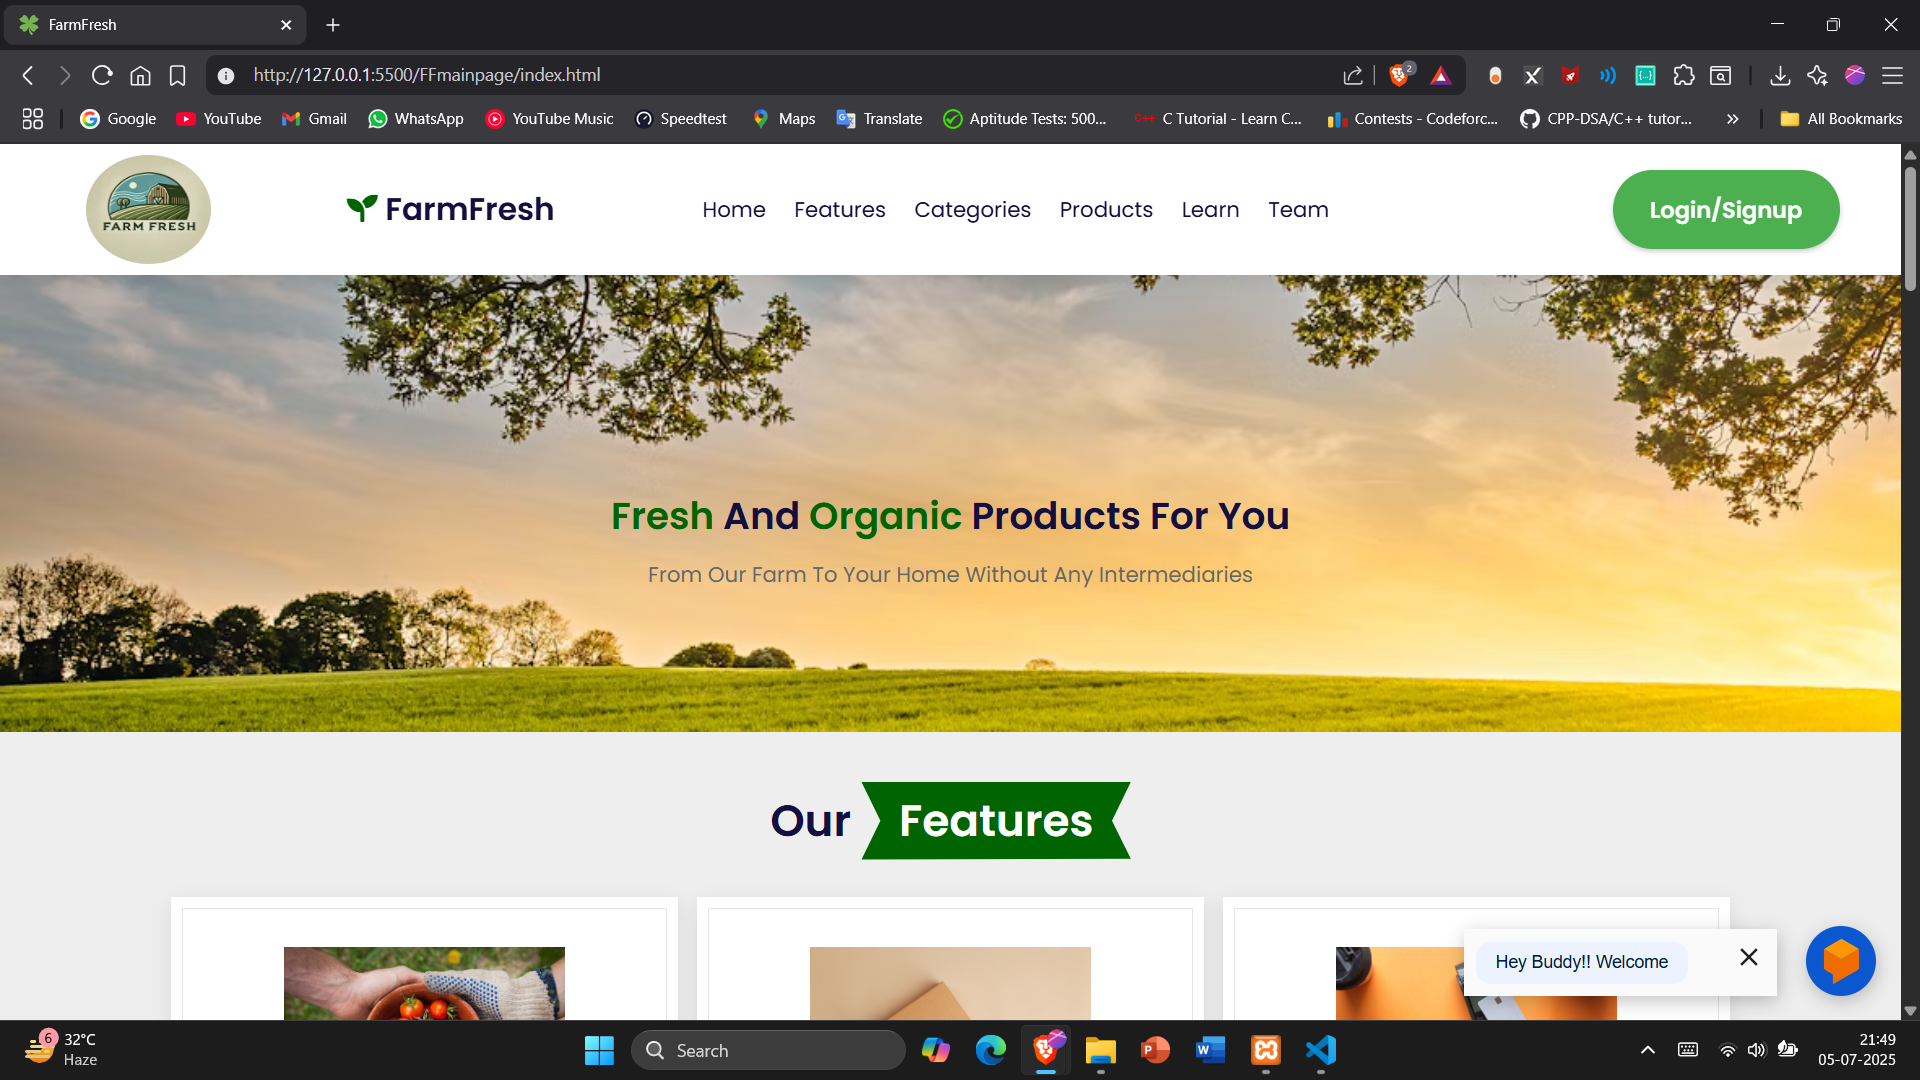 FarmFresh
http://127.0.0.1:5500/FFmainpage/index.html
2
Google YouTube Gmail WhatsApp YouTube Music Speedtest Maps Translate Aptitude Tests: 500... C++ C Tutorial - Learn C... Contests - Codeforc... CPP-DSA/C++ tutor... » All Bookmarks
FARM FRESH
FarmFresh
Home Features Categories Products Learn Team
Login/Signup
Fresh And Organic Products For You
From Our Farm To Your Home Without Any Intermediaries
Our Features
Hey Buddy!! Welcome
6
32°C
Haze
Search
21:49
05-07-2025